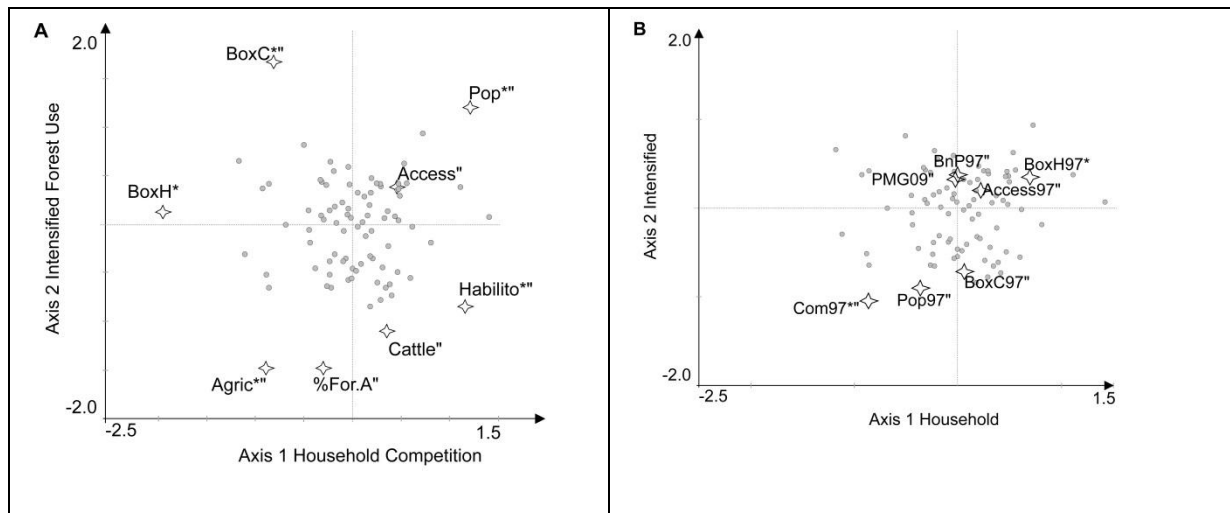 A
2.0
BoxC*"
Pop*"
Access"
BoxH*
Habilito*"
Cattle"
Agric*"
%For.A"
-2.0
-2.5
1.5
Axis 2 Intensified Forest Use
Axis 1 Household Competition
B
2.0
BnP97"
BoxH97*
PMG09"
Access97"
BoxC97"
Pop97"
Com97*"
-2.0
-2.5
1.5
Axis 2 Intensified
Axis 1 Household